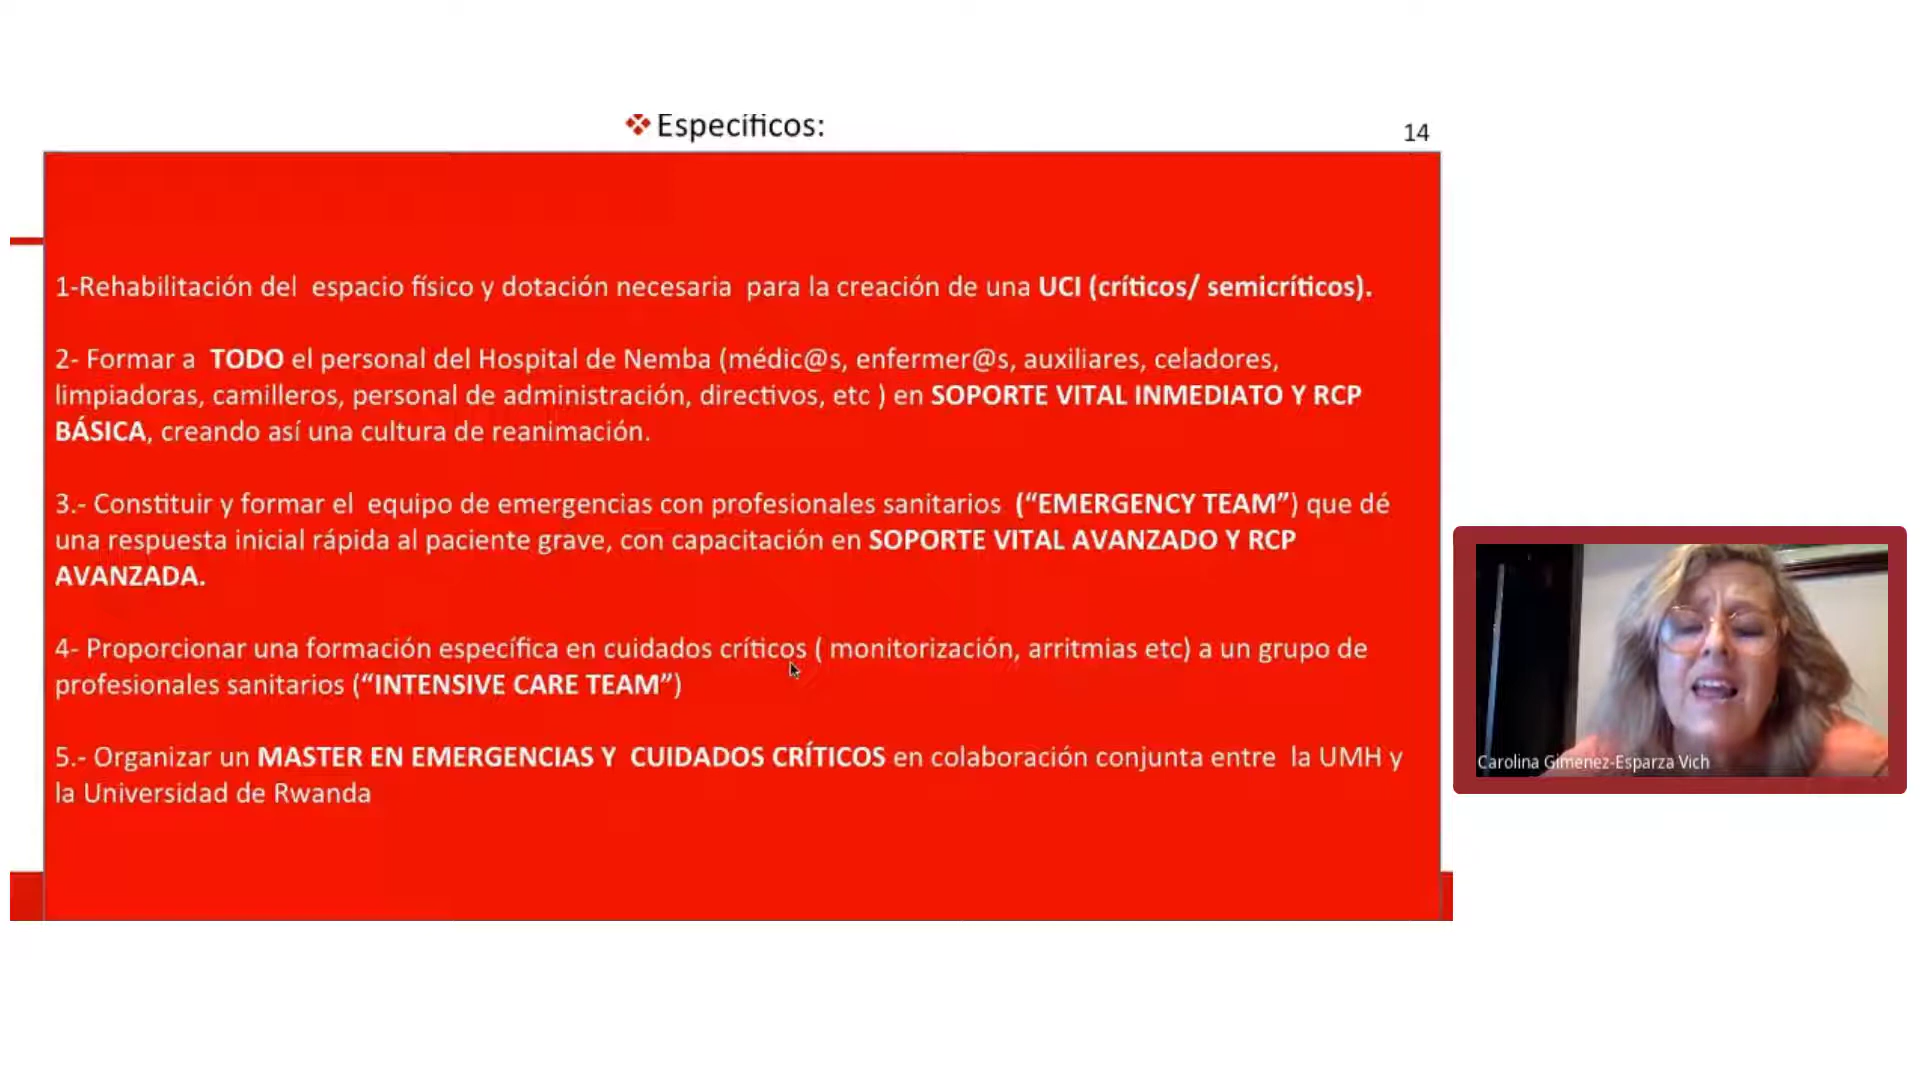 Específicos:
14
1-Rehabilitación del espacio físico y dotación necesaria para la creación de una UCI (críticos/ semicríticos).
2- Formar a TODO el personal del Hospital de Nemba (médic@s, enfermer@s, auxiliares, celadores,
limpiadoras, camilleros, personal de administración, directivos, etc ) en SOPORTE VITAL INMEDIATO Y RCP
BÁSICA, creando así una cultura de reanimación.
3.- Constituir y formar el equipo de emergencias con profesionales sanitarios (“EMERGENCY TEAM”) que dé
una respuesta inicial rápida al paciente grave, con capacitación en SOPORTE VITAL AVANZADO Y RCP
AVANZADA.
4- Proporcionar una formación específica en cuidados críticos ( monitorización, arritmias etc) a un grupo de
profesionales sanitarios (“INTENSIVE CARE TEAM”)
5.- Organizar un MASTER EN EMERGENCIAS Y CUIDADOS CRÍTICOS en colaboración conjunta entre la UMH y
la Universidad de Rwanda
Carolina Gimenez-Esparza Vich